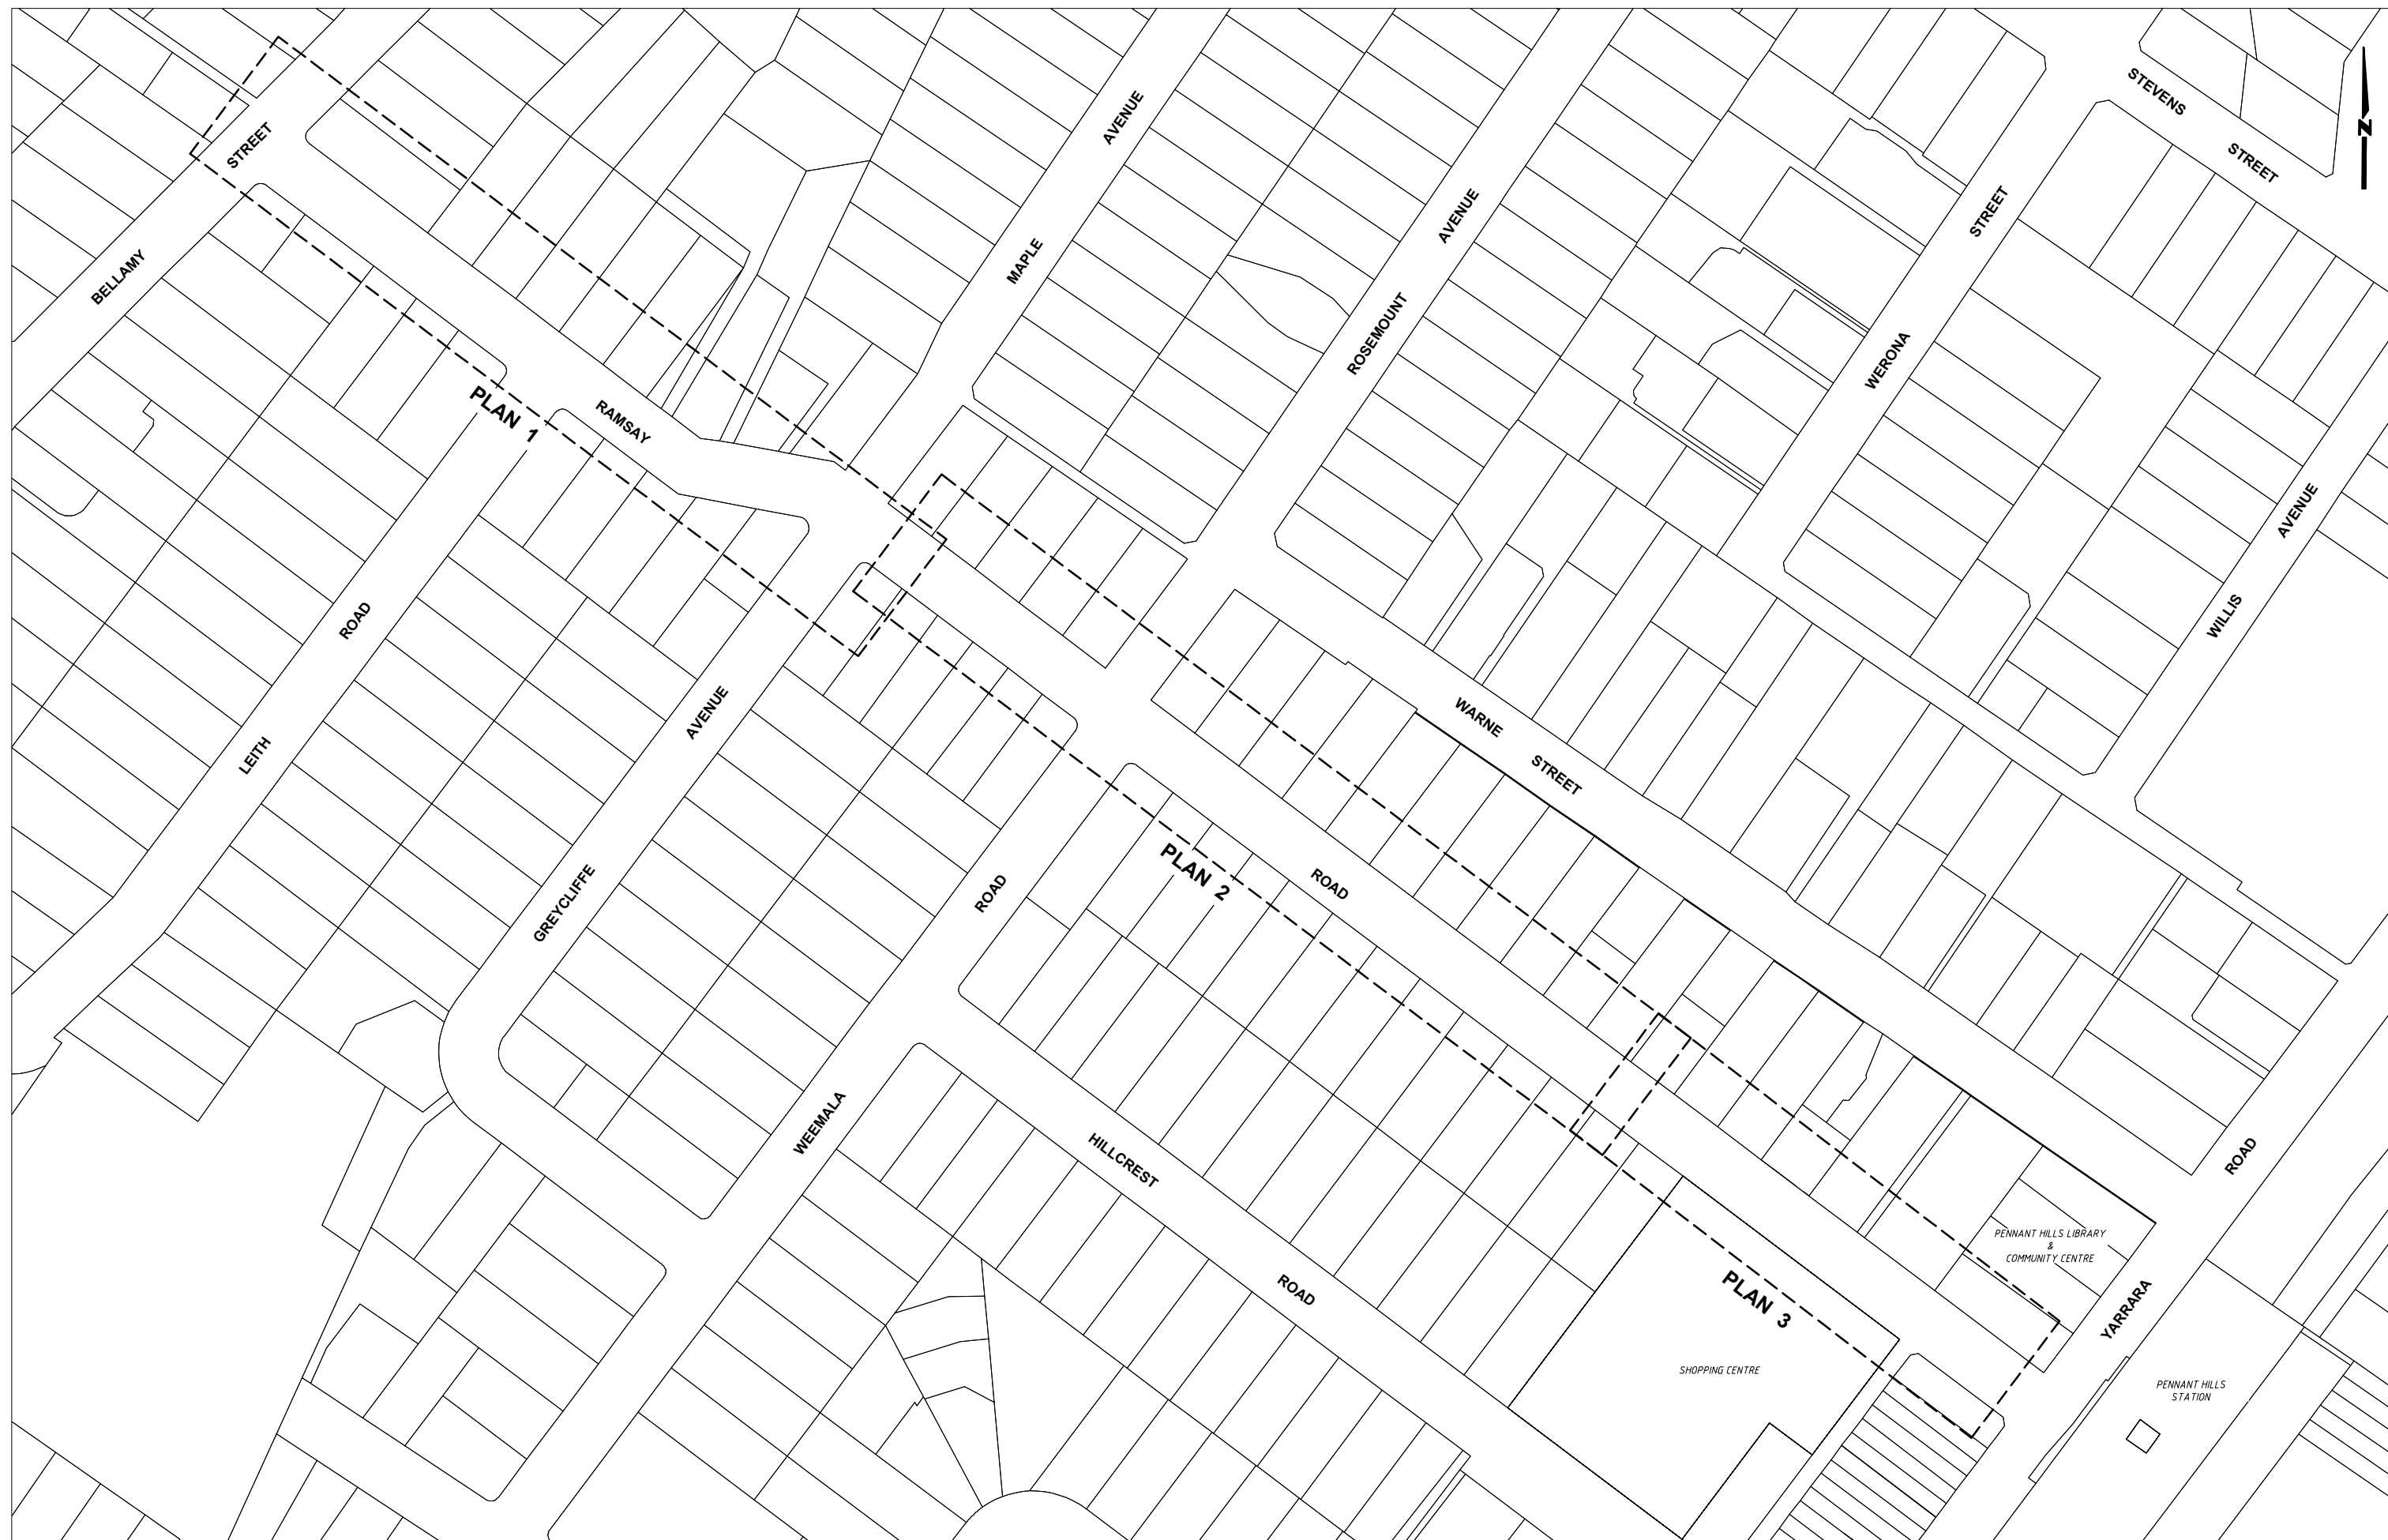 STEVENS
STREET
N
AVENUE
MAPLE
AVENUE
ROSEMOUNT
STREET
WERONA
STREET
BELLAMY
PLAN 1
RAMSAY
AVENUE
WILLIS
ROAD
LEITH
AVENUE
GREYCLIFFE
WARNE
STREET
PLAN 2
ROAD
ROAD
WEEMALA
HILLCREST
ROAD
ROAD
YARRARA
PENNANT HILLS LIBRARY
&
COMMUNITY CENTRE
PLAN 3
SHOPPING CENTRE
PENNANT HILLS
STATION